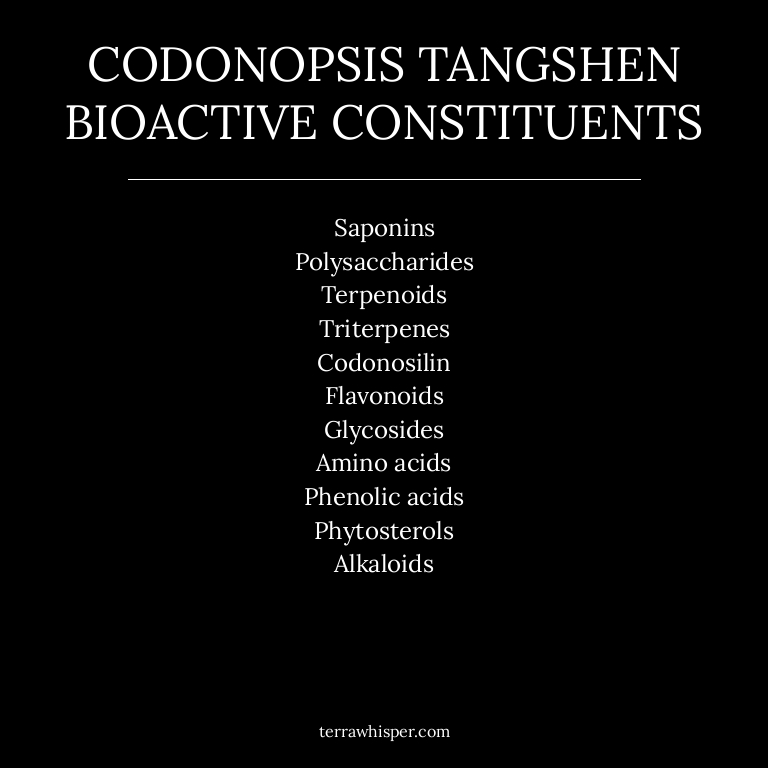 CODONOPSIS TANGSHEN
BIOACTIVE CONSTITUENTS
Saponins
Polysaccharides
Terpenoids
Triterpenes
Codonosilin
Flavonoids
Glycosides
Amino acids
Phenolic acids
Phytosterols
Alkaloids
terrawhisper.com